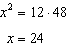 x² = 12 · 48
x = 24